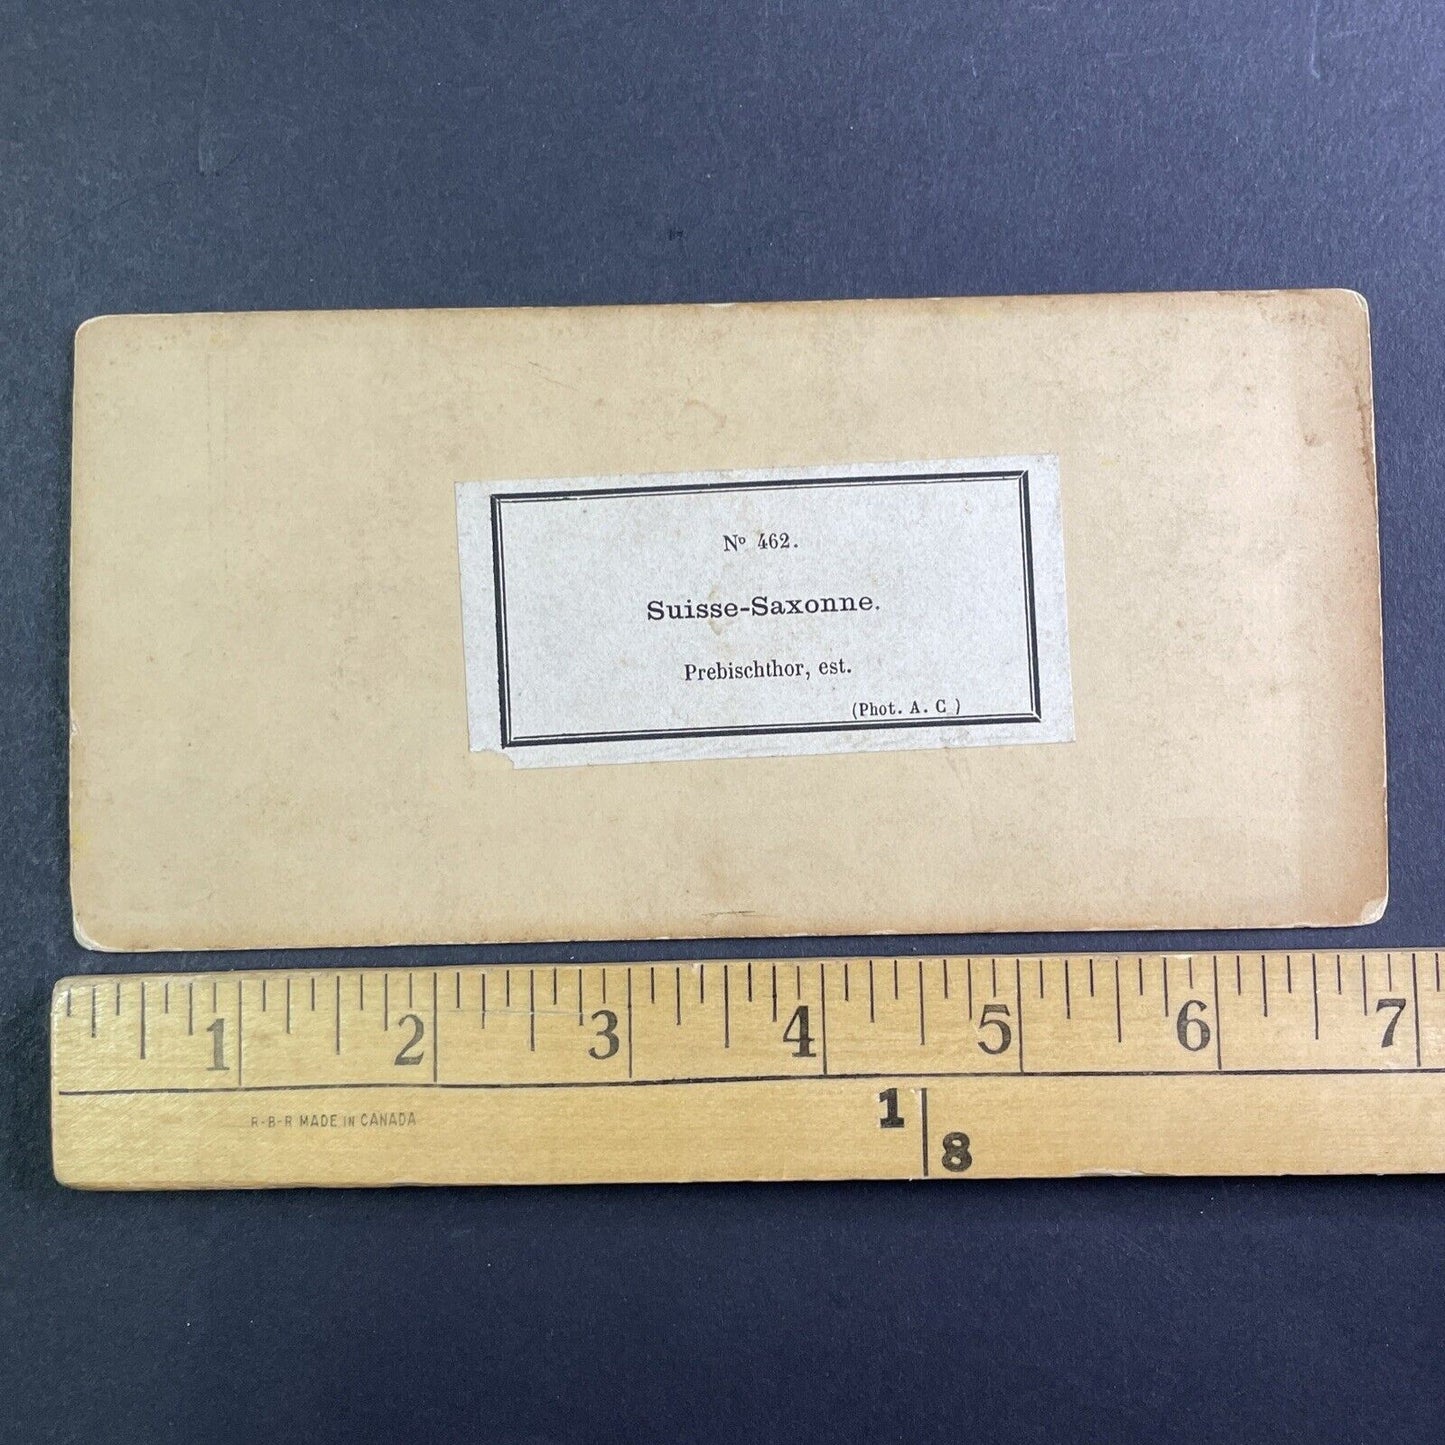 Nº 462.
Suisse-Saxonne.
Prebischthor, est.
(Phot. A. C )
1 2 3 4 5 6 7
R-B-R MADE IN CANADA
1
8